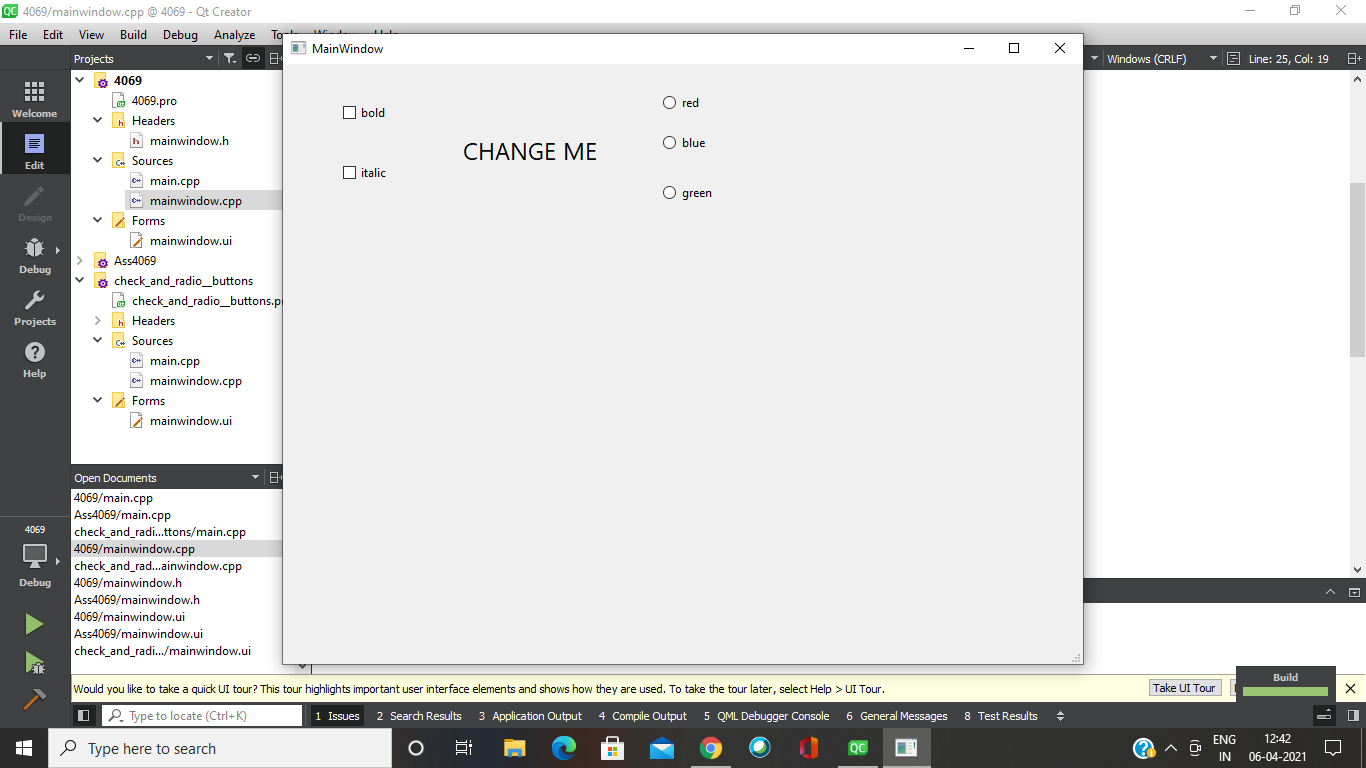 4069/mainwindow.cpp @ 4069 - Qt Creator
File Edit View Build Debug Analyze
Projects
Windows (CRLF)
Line: 25, Col: 19
Welcome
Edit
Design
Debug
Projects
Help
4069
Debug
4069
4069.pro
Headers
mainwindow.h
Sources
main.cpp
mainwindow.cpp
Forms
mainwindow.ui
Ass4069
check_and_radio__buttons
check_and_radio__buttons.p
Headers
Sources
main.cpp
mainwindow.cpp
Forms
mainwindow.ui
Open Documents
4069/main.cpp
Ass4069/main.cpp
check_and_radi...ttons/main.cpp
4069/mainwindow.cpp
check_and_rad...ainwindow.cpp
4069/mainwindow.h
Ass4069/mainwindow.h
4069/mainwindow.ui
Ass4069/mainwindow.ui
check_and_radi.../mainwindow.ui
MainWindow
bold
italic
CHANGE ME
red
blue
green
Would you like to take a quick UI tour? This tour highlights important user interface elements and shows how they are used. To take the tour later, select Help > UI Tour.
Take UI Tour
Build
Type to locate (Ctrl+K)
1 Issues
2 Search Results
3 Application Output
4 Compile Output
5 QML Debugger Console
6 General Messages
8 Test Results
Type here to search
QC
ENG
IN
12:42
06-04-2021